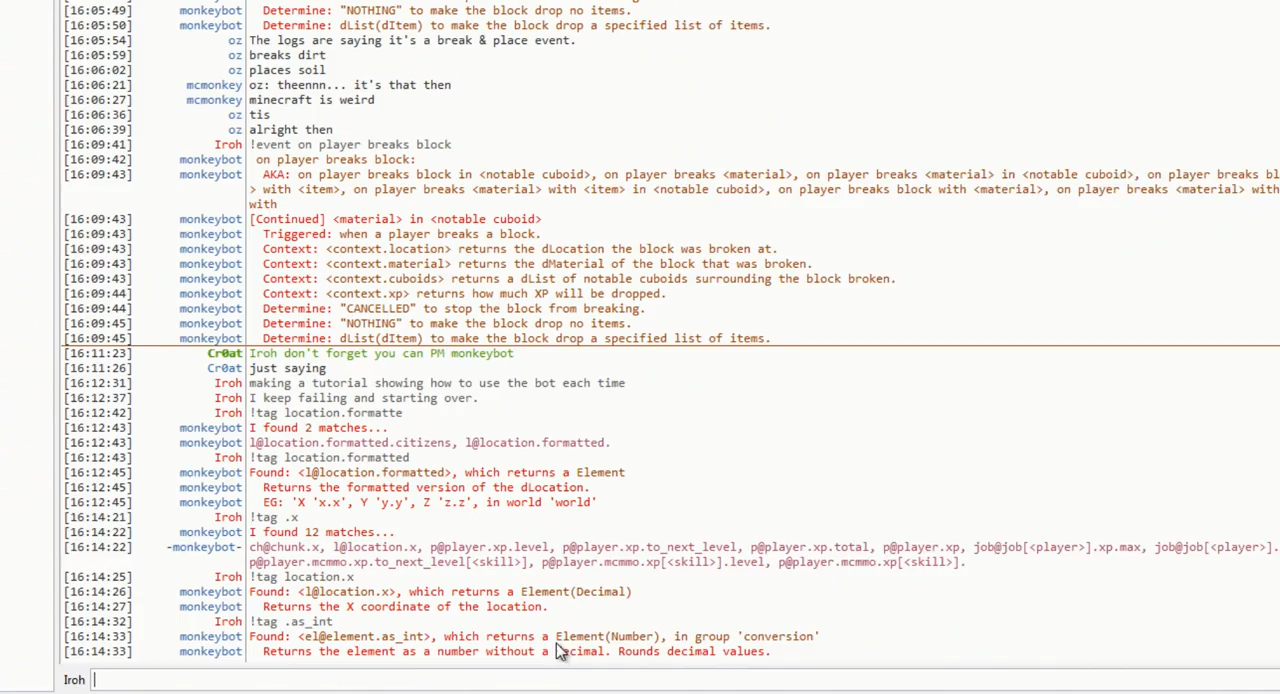 [16:05:49] monkeybot Determine: "NOTHING" to make the block drop no items.
[16:05:50] monkeybot Determine: dList(dItem) to make the block drop a specified list of items.
[16:05:54] oz The logs are saying it's a break & place event.
[16:05:59] oz breaks dirt
[16:06:02] oz places soil
[16:06:21] mcmonkey oz: theennn... it's that then
[16:06:27] mcmonkey minecraft is weird
[16:06:36] oz tis
[16:06:39] oz alright then
[16:09:41] Iroh !event on player breaks block
[16:09:42] monkeybot on player breaks block:
[16:09:43] monkeybot AKA: on player breaks block in <notable cuboid>, on player breaks <material>, on player breaks <material> in <notable cuboid>, on player breaks bl
> with <item>, on player breaks <material> with <item> in <notable cuboid>, on player breaks block with <material>, on player breaks <material> with
with
[16:09:43] monkeybot [Continued] <material> in <notable cuboid>
[16:09:43] monkeybot Triggered: when a player breaks a block.
[16:09:43] monkeybot Context: <context.location> returns the dLocation the block was broken at.
[16:09:43] monkeybot Context: <context.material> returns the dMaterial of the block that was broken.
[16:09:43] monkeybot Context: <context.cuboids> returns a dList of notable cuboids surrounding the block broken.
[16:09:44] monkeybot Context: <context.xp> returns how much XP will be dropped.
[16:09:44] monkeybot Determine: "CANCELLED" to stop the block from breaking.
[16:09:45] monkeybot Determine: "NOTHING" to make the block drop no items.
[16:09:45] monkeybot Determine: dList(dItem) to make the block drop a specified list of items.
[16:11:23] Cr0at Iroh don't forget you can PM monkeybot
[16:11:26] Cr0at just saying
[16:12:31] Iroh making a tutorial showing how to use the bot each time
[16:12:37] Iroh I keep failing and starting over.
[16:12:42] Iroh !tag location.formatte
[16:12:43] monkeybot I found 2 matches...
[16:12:43] monkeybot l@location.formatted.citizens, l@location.formatted.
[16:12:43] Iroh !tag location.formatted
[16:12:45] monkeybot Found: <l@location.formatted>, which returns a Element
[16:12:45] monkeybot Returns the formatted version of the dLocation.
[16:12:45] monkeybot EG: 'X 'x.x', Y 'y.y', Z 'z.z', in world 'world'
[16:14:21] Iroh !tag .x
[16:14:22] monkeybot I found 12 matches...
[16:14:22] -monkeybot- ch@chunk.x, l@location.x, p@player.xp.level, p@player.xp.to_next_level, p@player.xp.total, p@player.xp, job@job[<player>].xp.max, job@job[<player>].
p@player.mcmmo.xp.to_next_level[<skill>], p@player.mcmmo.xp[<skill>].level, p@player.mcmmo.xp[<skill>].
[16:14:25] Iroh !tag location.x
[16:14:26] monkeybot Found: <l@location.x>, which returns a Element(Decimal)
[16:14:27] monkeybot Returns the X coordinate of the location.
[16:14:32] Iroh !tag .as_int
[16:14:33] monkeybot Found: <el@element.as_int>, which returns a Element(Number), in group 'conversion'
[16:14:33] monkeybot Returns the element as a number without a decimal. Rounds decimal values.
Iroh